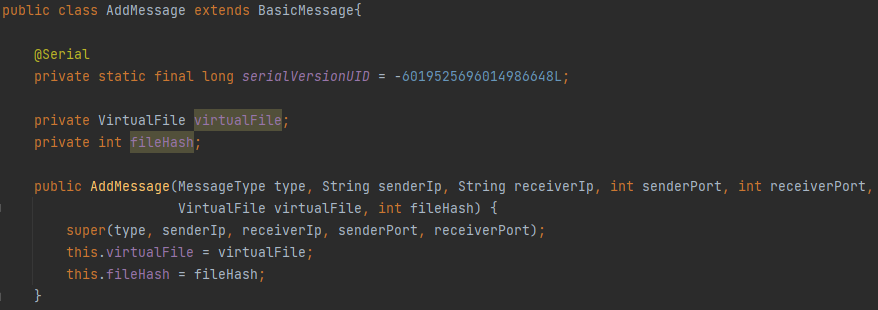 public class AddMessage extends BasicMessage{
@Serial
private static final long serialVersionUID = -6019525696014986648L;
private VirtualFile virtualFile;
private int fileHash;
public AddMessage(MessageType type, String senderIp, String receiverIp, int senderPort, int receiverPort,
VirtualFile virtualFile, int fileHash) {
super(type, senderIp, receiverIp, senderPort, receiverPort);
this.virtualFile = virtualFile;
this.fileHash = fileHash;
}